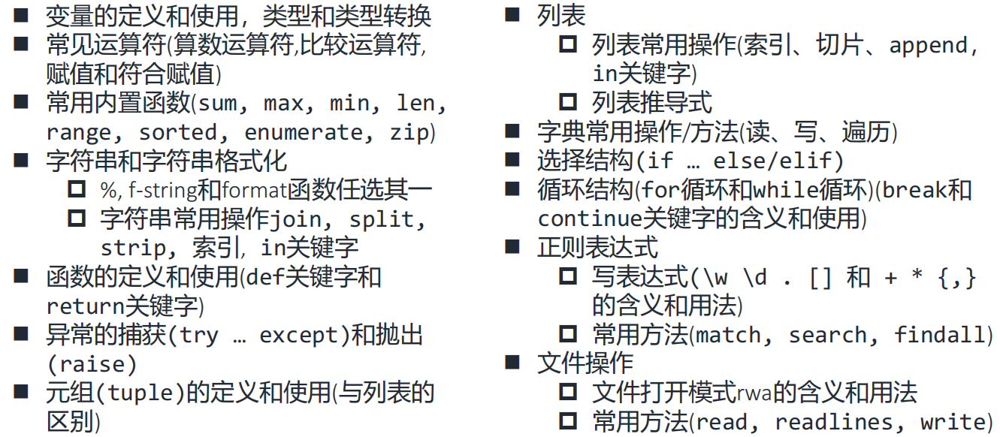 ■ 变量的定义和使用，类型和类型转换
■ 常见运算符(算数运算符,比较运算符,
赋值和符合赋值)
■ 常用内置函数(sum, max, min, len,
range, sorted, enumerate, zip)
■ 字符串和字符串格式化
%, f-string和format函数任选其一
字符串常用操作join, split,
strip, 索引, in关键字
■ 函数的定义和使用(def关键字和
return关键字)
■ 异常的捕获(try … except)和抛出
(raise)
■ 元组(tuple)的定义和使用(与列表的
区别)
■ 列表
列表常用操作(索引、切片、append,
in关键字)
列表推导式
■ 字典常用操作/方法(读、写、遍历)
■ 选择结构(if … else/elif)
■ 循环结构(for循环和while循环)(break和
continue关键字的含义和使用)
■ 正则表达式
写表达式(\w \d . [] 和 + * {,}
的含义和用法)
常用方法(match, search, findall)
■ 文件操作
文件打开模式rwa的含义和用法
常用方法(read, readlines, write)